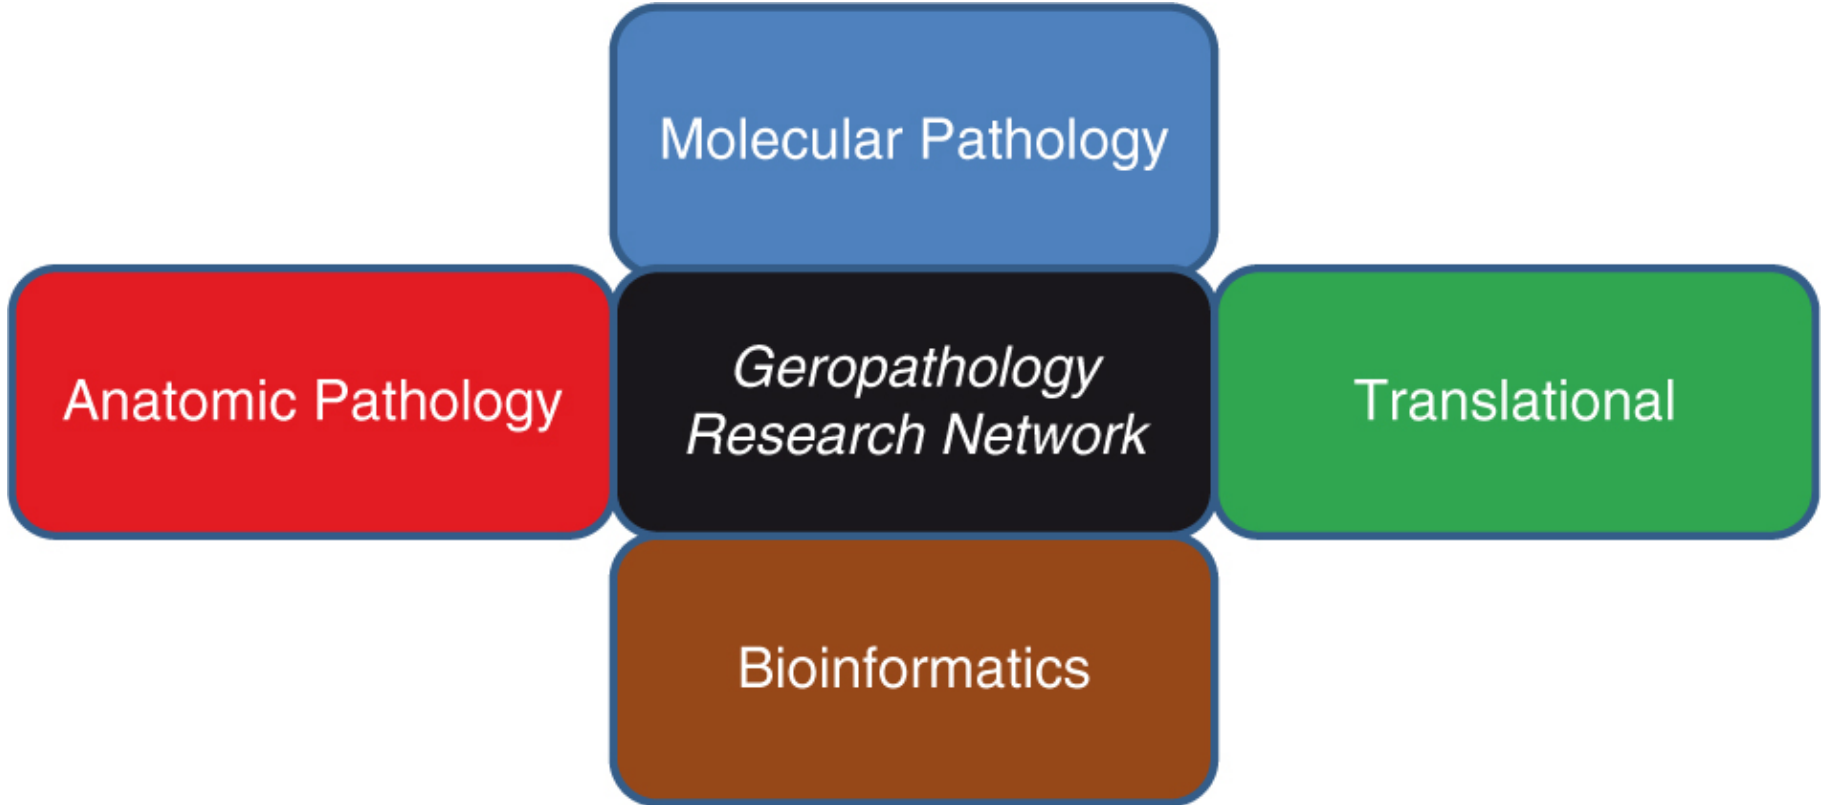 Molecular Pathology
Anatomic Pathology
Geropathology
Research Network
Translational
Bioinformatics